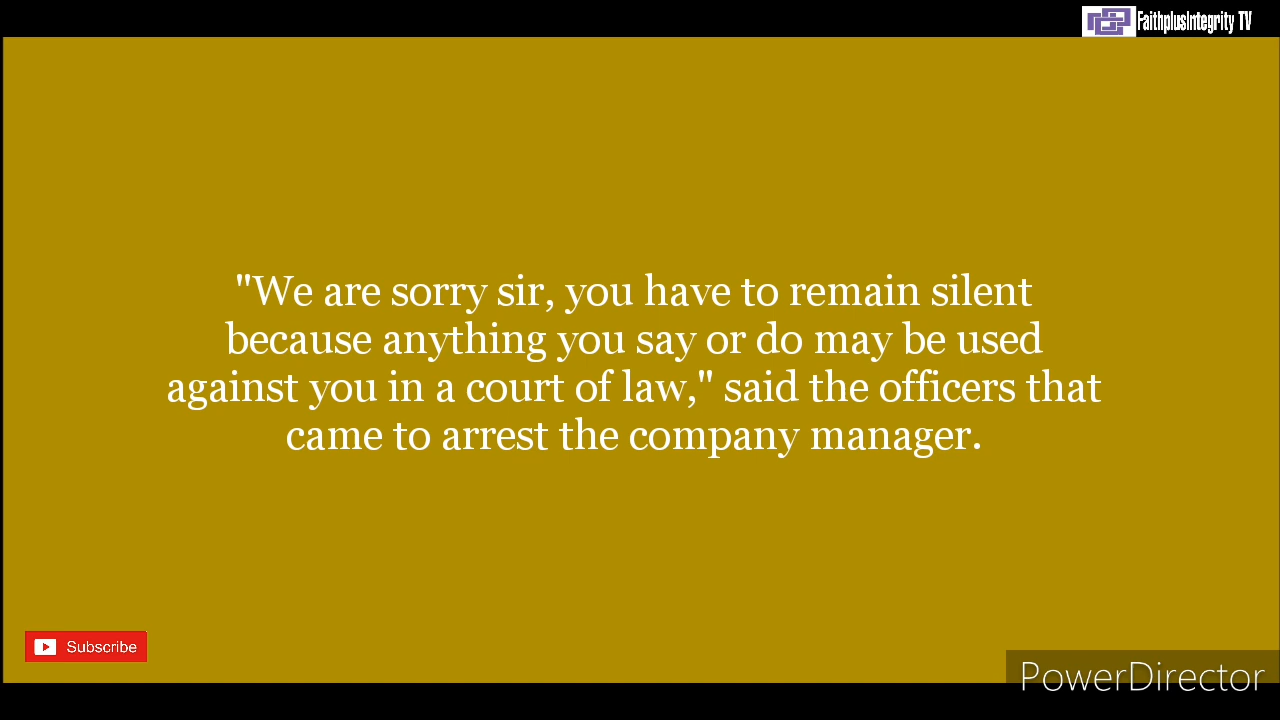 FaithplusIntegrity TV
"We are sorry sir, you have to remain silent
because anything you say or do may be used
against you in a court of law," said the officers that
came to arrest the company manager.
Subscribe
PowerDirector